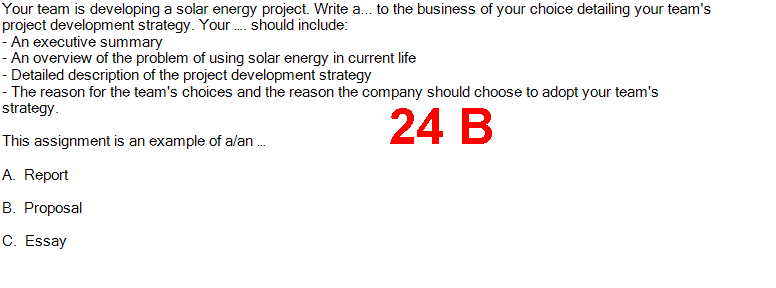 Your team is developing a solar energy project. Write a... to the business of your choice detailing your team's
project development strategy. Your .... should include:
- An executive summary
- An overview of the problem of using solar energy in current life
- Detailed description of the project development strategy
- The reason for the team's choices and the reason the company should choose to adopt your team's
strategy.
24 B
This assignment is an example of a/an ...
A. Report
B. Proposal
C. Essay